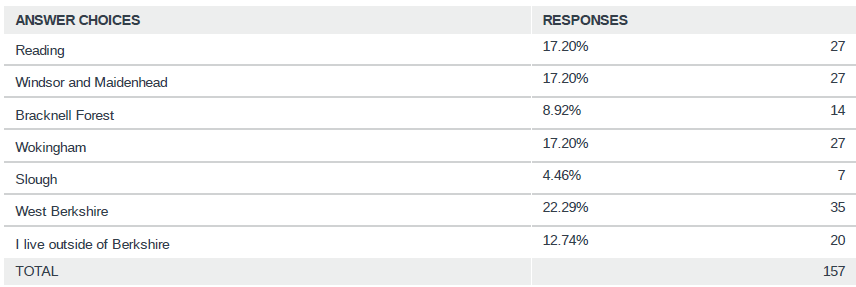 ANSWER CHOICES RESPONSES
Reading 17.20% 27
Windsor and Maidenhead 17.20% 27
Bracknell Forest 8.92% 14
Wokingham 17.20% 27
Slough 4.46% 7
West Berkshire 22.29% 35
I live outside of Berkshire 12.74% 20
TOTAL 157